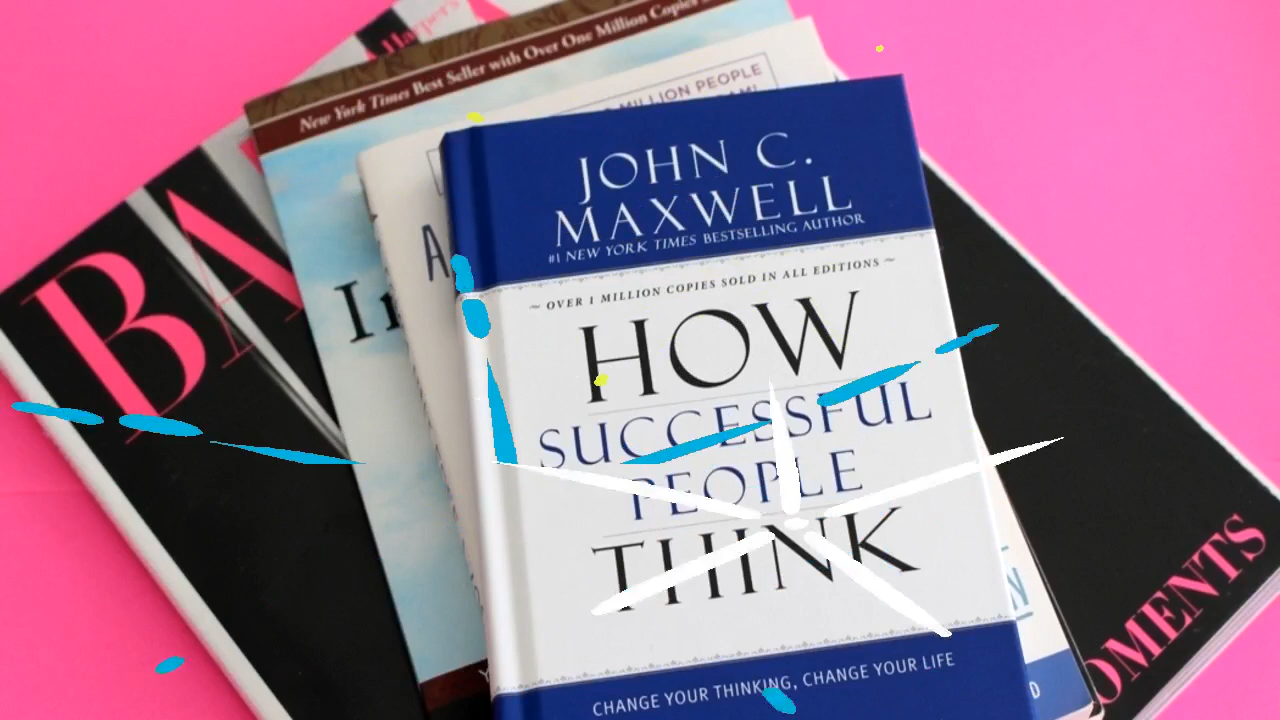 Harper's
New York Times Best Seller with Over One Million Copies
MILLION PEOPLE
BA
JOHN C.
MAXWELL
#1 NEW YORK TIMES BESTSELLING AUTHOR
~ OVER 1 MILLION COPIES SOLD IN ALL EDITIONS ~
HOW
SUCCESSFUL
PEOPLE
THINK
CHANGE YOUR THINKING, CHANGE YOUR LIFE
OMENTS